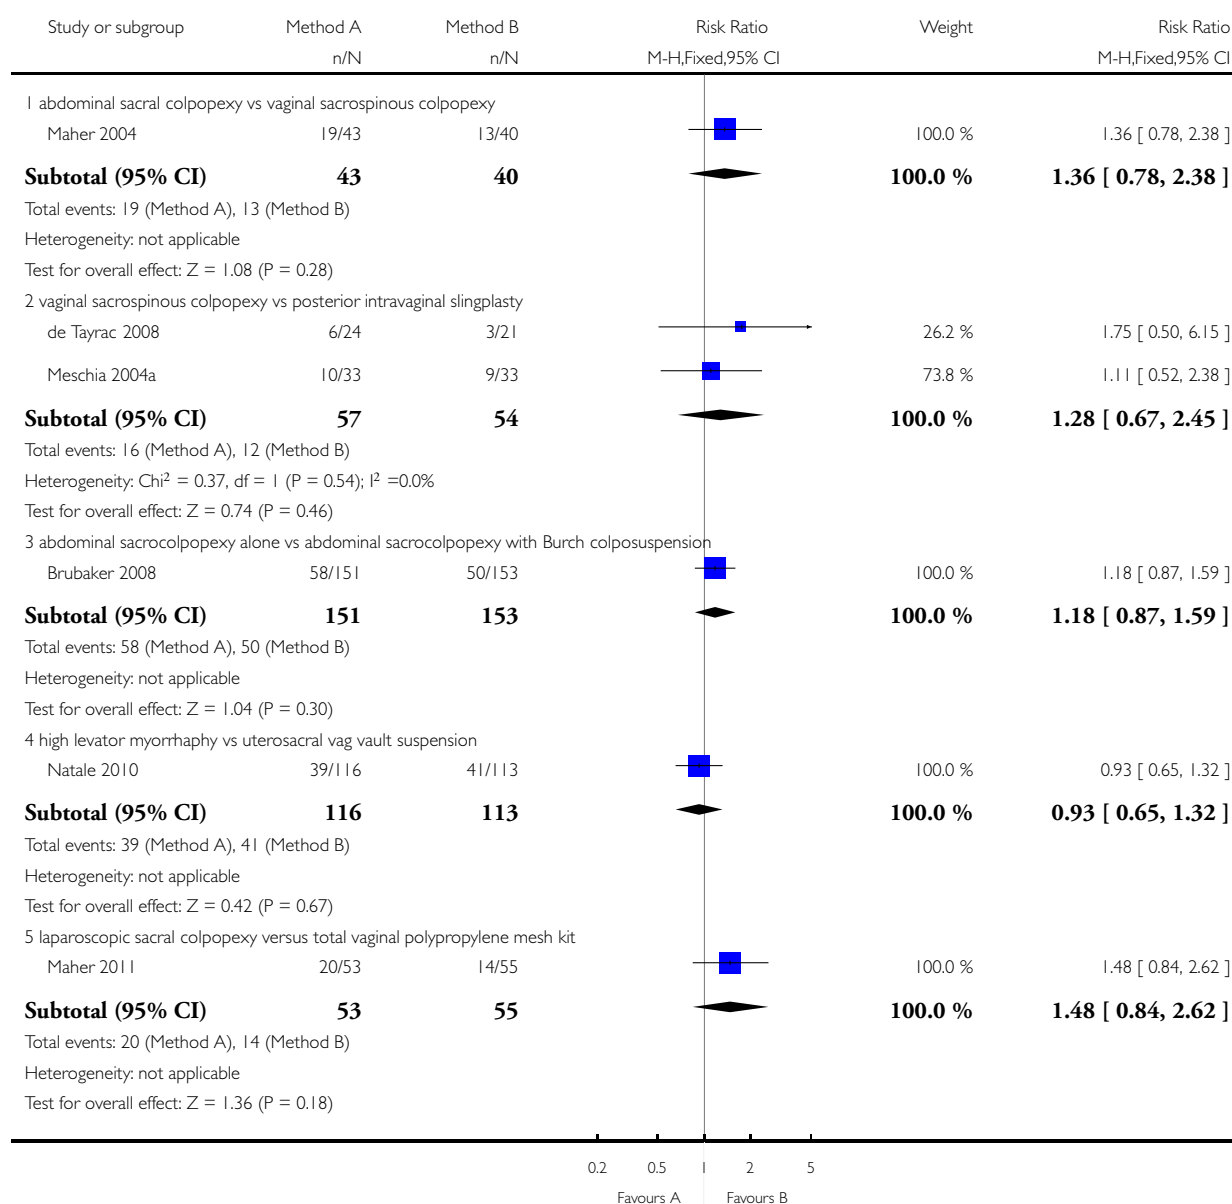 Study or subgroup Method A Method B Risk Ratio Weight Risk Ratio
n/N n/N M-H,Fixed,95% CI M-H,Fixed,95% CI
1 abdominal sacral colpopexy vs vaginal sacrospinous colpopexy
Maher 2004 19/43 13/40 100.0 % 1.36 [ 0.78, 2.38 ]
Subtotal (95% CI) 43 40 100.0 % 1.36 [ 0.78, 2.38 ]
Total events: 19 (Method A), 13 (Method B)
Heterogeneity: not applicable
Test for overall effect: Z = 1.08 (P = 0.28)
2 vaginal sacrospinous colpopexy vs posterior intravaginal slingplasty
de Tayrac 2008 6/24 3/21 26.2 % 1.75 [ 0.50, 6.15 ]
Meschia 2004a 10/33 9/33 73.8 % 1.11 [ 0.52, 2.38 ]
Subtotal (95% CI) 57 54 100.0 % 1.28 [ 0.67, 2.45 ]
Total events: 16 (Method A), 12 (Method B)
Heterogeneity: Chi² = 0.37, df = 1 (P = 0.54); I² =0.0%
Test for overall effect: Z = 0.74 (P = 0.46)
3 abdominal sacrocolpopexy alone vs abdominal sacrocolpopexy with Burch colposuspension
Brubaker 2008 58/151 50/153 100.0 % 1.18 [ 0.87, 1.59 ]
Subtotal (95% CI) 151 153 100.0 % 1.18 [ 0.87, 1.59 ]
Total events: 58 (Method A), 50 (Method B)
Heterogeneity: not applicable
Test for overall effect: Z = 1.04 (P = 0.30)
4 high levator myorrhaphy vs uterosacral vag vault suspension
Natale 2010 39/116 41/113 100.0 % 0.93 [ 0.65, 1.32 ]
Subtotal (95% CI) 116 113 100.0 % 0.93 [ 0.65, 1.32 ]
Total events: 39 (Method A), 41 (Method B)
Heterogeneity: not applicable
Test for overall effect: Z = 0.42 (P = 0.67)
5 laparoscopic sacral colpopexy versus total vaginal polypropylene mesh kit
Maher 2011 20/53 14/55 100.0 % 1.48 [ 0.84, 2.62 ]
Subtotal (95% CI) 53 55 100.0 % 1.48 [ 0.84, 2.62 ]
Total events: 20 (Method A), 14 (Method B)
Heterogeneity: not applicable
Test for overall effect: Z = 1.36 (P = 0.18)
0.2 0.5 1 2 5
Favours A Favours B